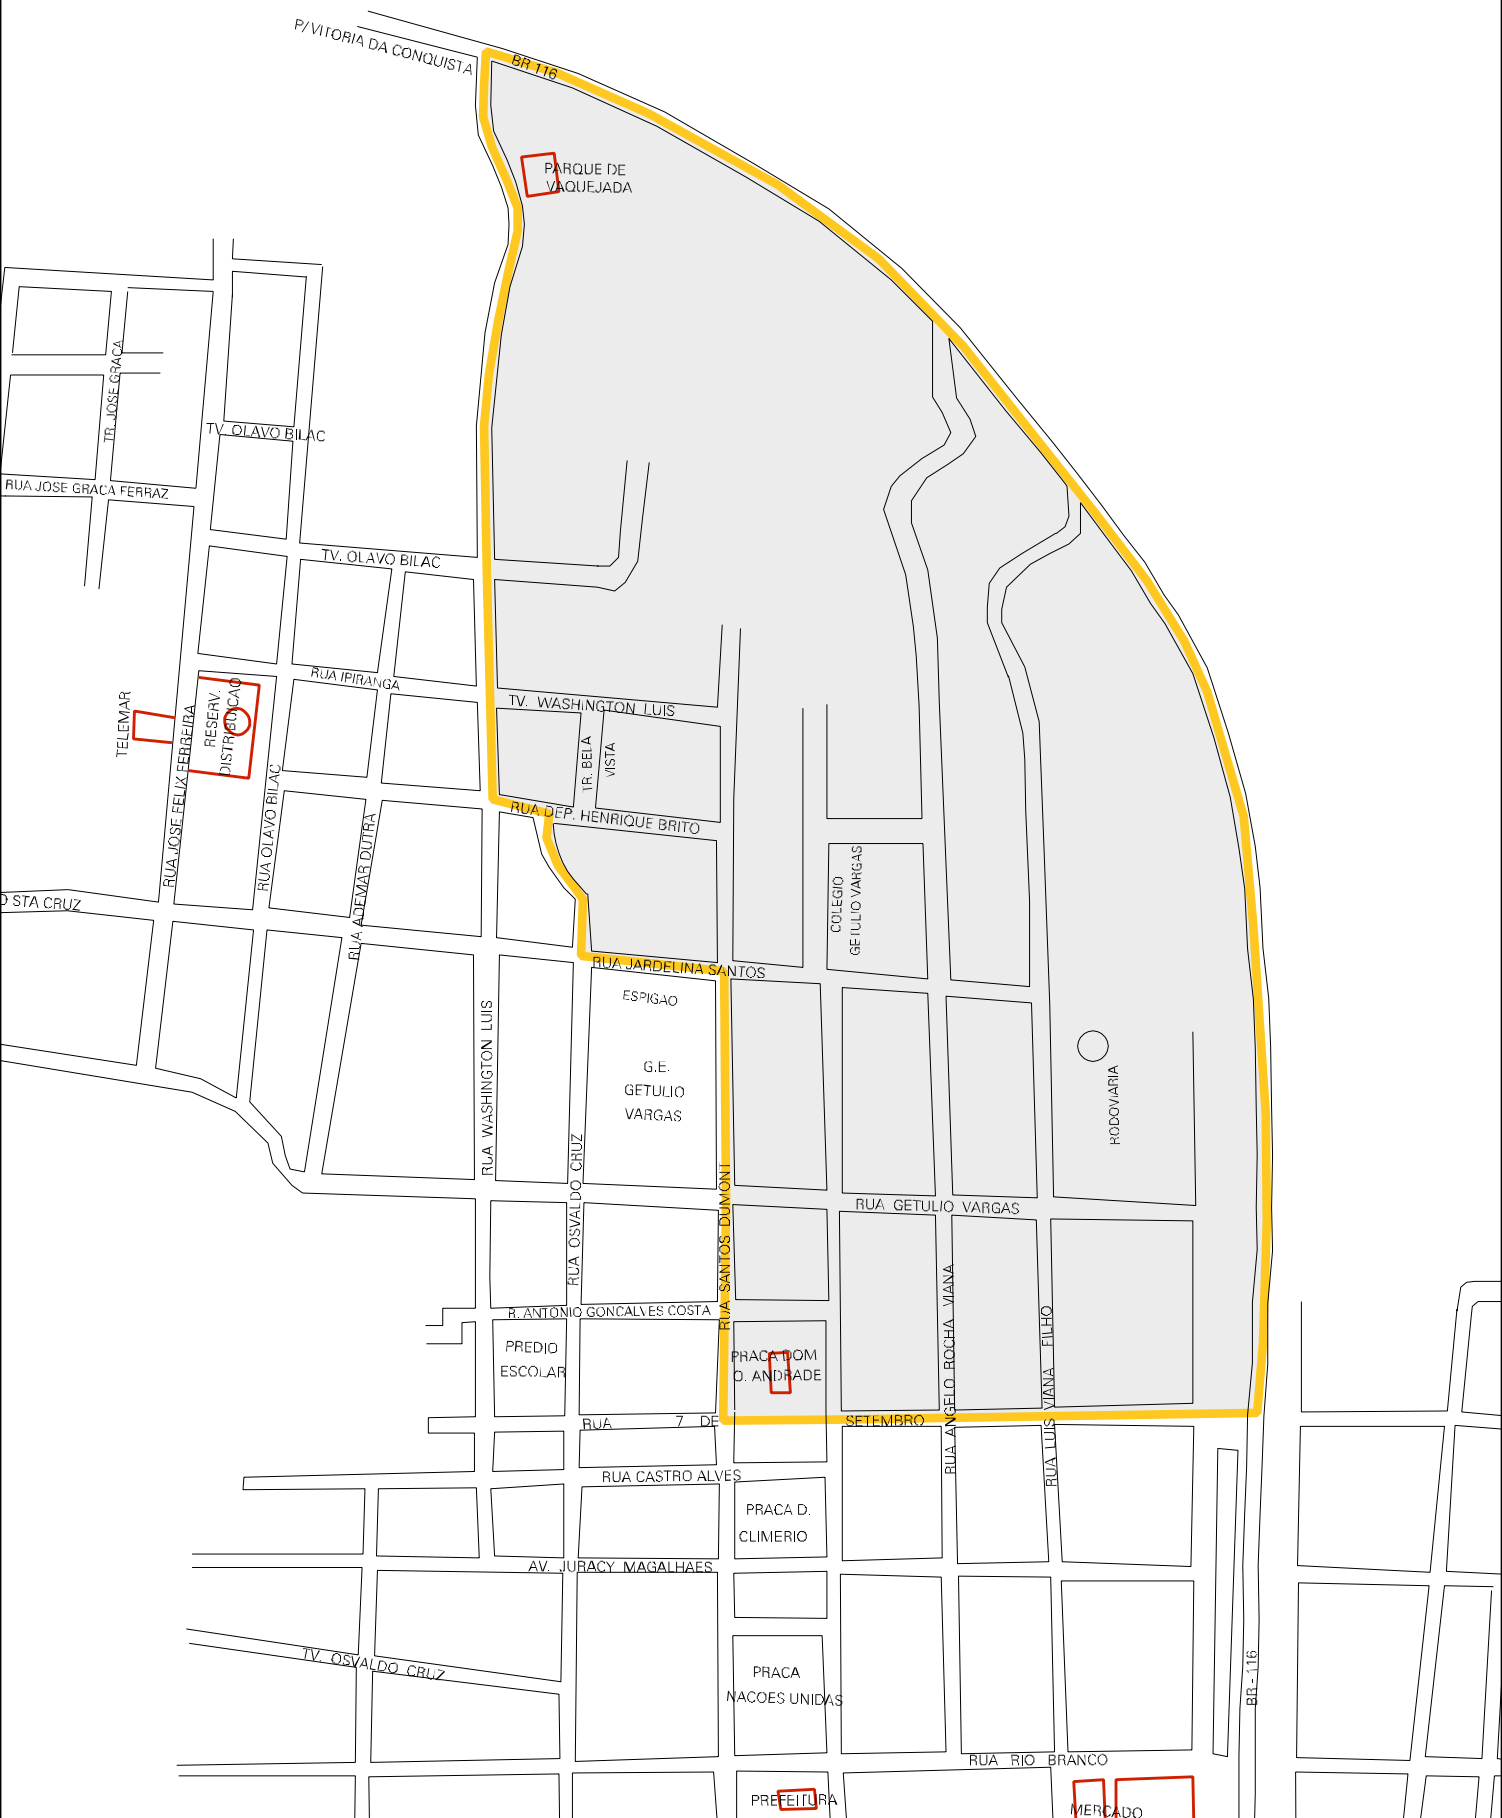 P/ VITORIA DA CONQUISTA
BR 116
PARQUE DE
VAQUEJADA
TR. JOSE GRACA
TV. OLAVO BILAC
RUA JOSE GRACA FERRAZ
TV. OLAVO BILAC
RUA IPIRANGA
TELEMAR
RESERV.
DISTRIBUICAO
RUA JOSE FELIX FERREIRA
RUA OLAVO BILAC
RUA ADEMAR DUTRA
TV. WASHINGTON LUIS
TR. BELA
VISTA
RUA DEP. HENRIQUE BRITO
COLEGIO
GETULIO VARGAS
O STA CRUZ
RUA JARDELINA SANTOS
ESPIGAO
G.E.
GETULIO
VARGAS
RUA WASHINGTON LUIS
RUA OSVALDO CRUZ
RUA SANTOS DUMONT
RODOVIARIA
RUA GETULIO VARGAS
RUA ANGELO ROCHA VIANA
RUA LUIS VIANA FILHO
R. ANTONIO GONCALVES COSTA
PREDIO
ESCOLAR
PRACA DOM
O. ANDRADE
RUA 7 DE SETEMBRO
RUA CASTRO ALVES
PRACA D.
CLIMERIO
AV. JURACY MAGALHAES
TV. OSVALDO CRUZ
PRACA
NACOES UNIDAS
BR - 116
RUA RIO BRANCO
PREFEITURA
MERCADO